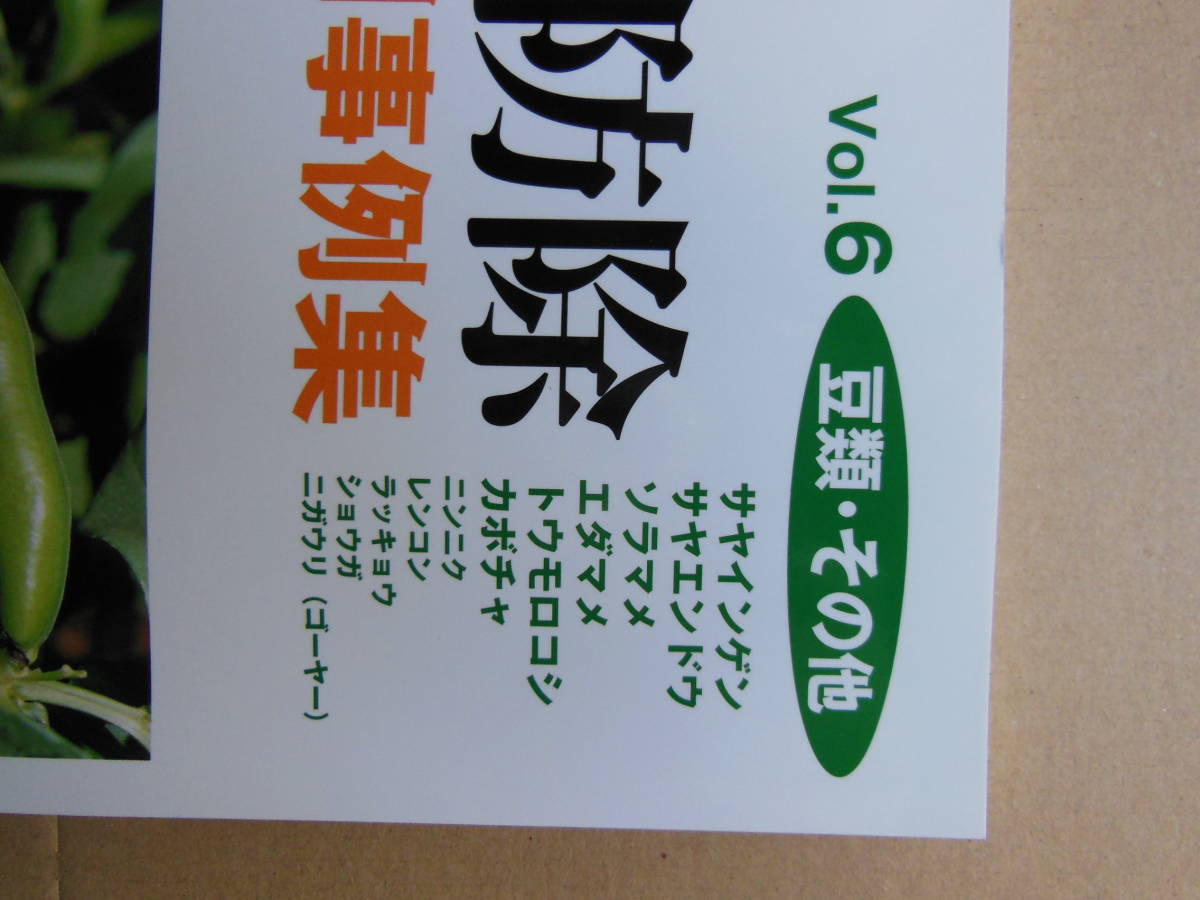 Vol.6
豆類・その他
防除
事例集
サヤインゲン
サヤエンドウ
ソラマメ
エダマメ
トウモロコシ
カボチャ
ニンニク
レンコン
ラッキョウ
ショウガ
ニガウリ（ゴーヤー）